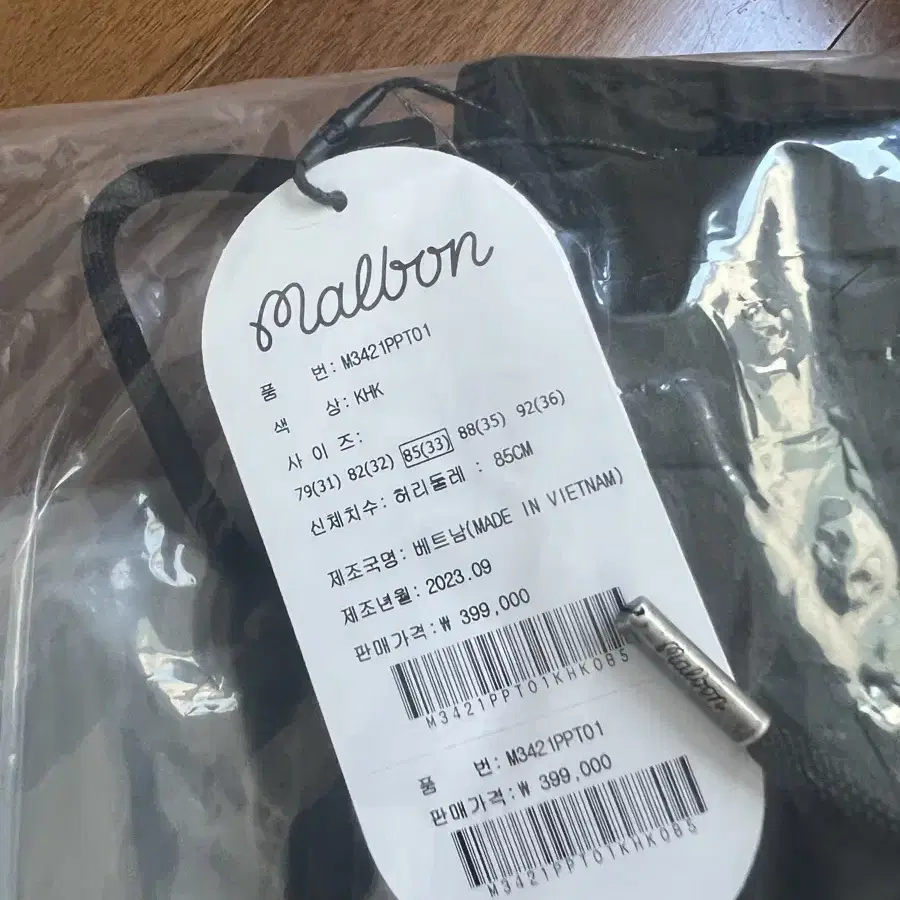 Malbon
품 번: M3421PPT01
색 상: KHK
사 이 즈:
79(31) 82(32) 85(33) 88(35) 92(36)
신체치수: 허리둘레 : 85CM
제조국명: 베트남(MADE IN VIETNAM)
제조년월: 2023.09
판매가격:₩ 399,000
M3421PPT01KHK085
Malbon
품 번: M3421PPT01
판매가격:₩ 399,000
M3421PPT01KHK085